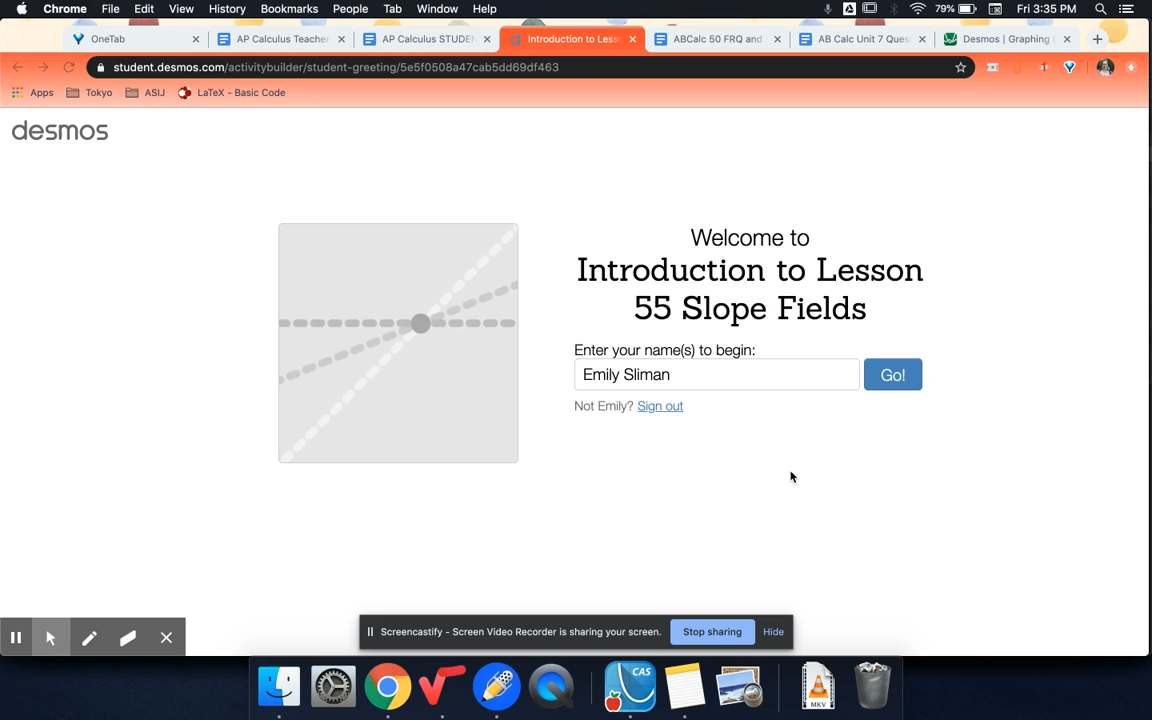 Chrome File Edit View History Bookmarks People Tab Window Help 79% Fri 3:35 PM
OneTab AP Calculus Teacher AP Calculus STUDEN Introduction to Less ABCalc 50 FRQ and AB Calc Unit 7 Ques Desmos | Graphing C
student.desmos.com/activitybuilder/student-greeting/5e5f0508a47cab5dd69df463
Apps Tokyo ASIJ LaTeX - Basic Code
desmos
Welcome to
Introduction to Lesson
55 Slope Fields
Enter your name(s) to begin:
Emily Sliman Go!
Not Emily? Sign out
Screencastify - Screen Video Recorder is sharing your screen. Stop sharing Hide
CAS
MKV